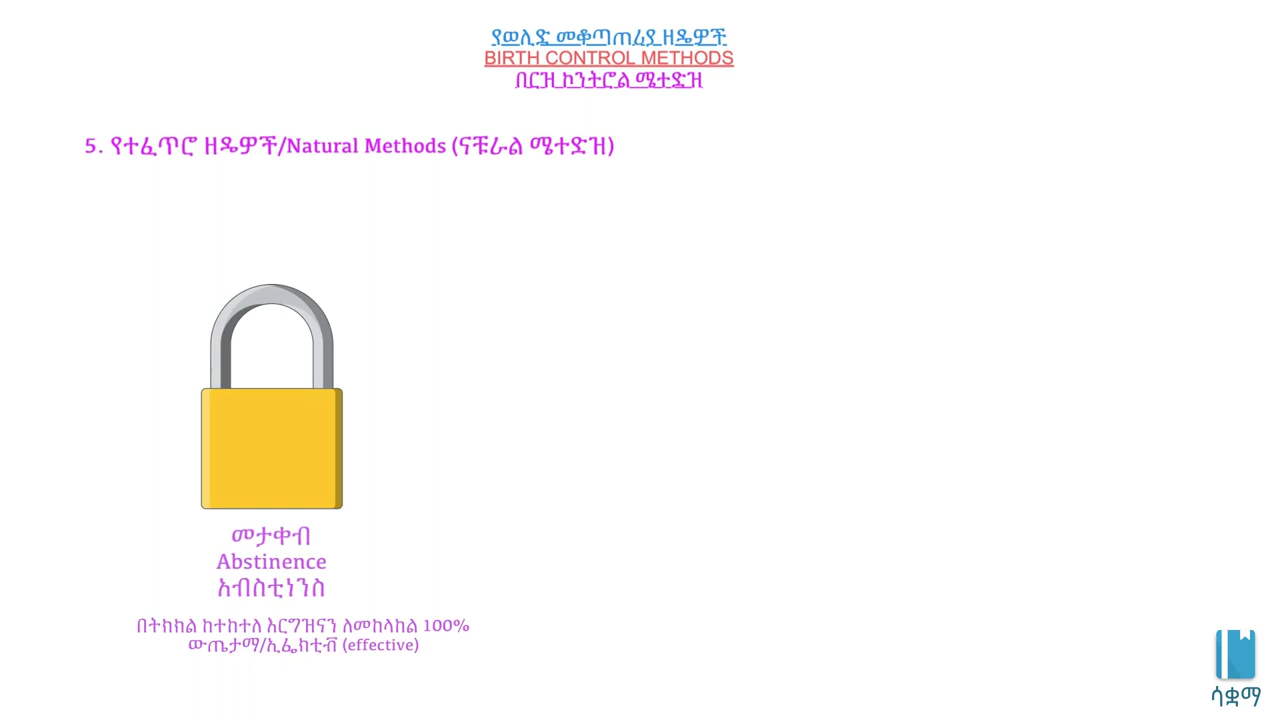 የወሊድ መቆጣጠሪያ ዘዴዎች
BIRTH CONTROL METHODS
በርዝ ኮንትሮል ሜተድዝ
5. የተፈጥሮ ዘዴዎች/Natural Methods (ናቹራል ሜተድዝ)
መታቀብ
Abstinence
አብስቲነንስ
በትክክል ከተከተለ እርግዝናን ለመከላከል 100%
ውጤታማ/ኢፌክቲቭ (effective)
ሳቋማ